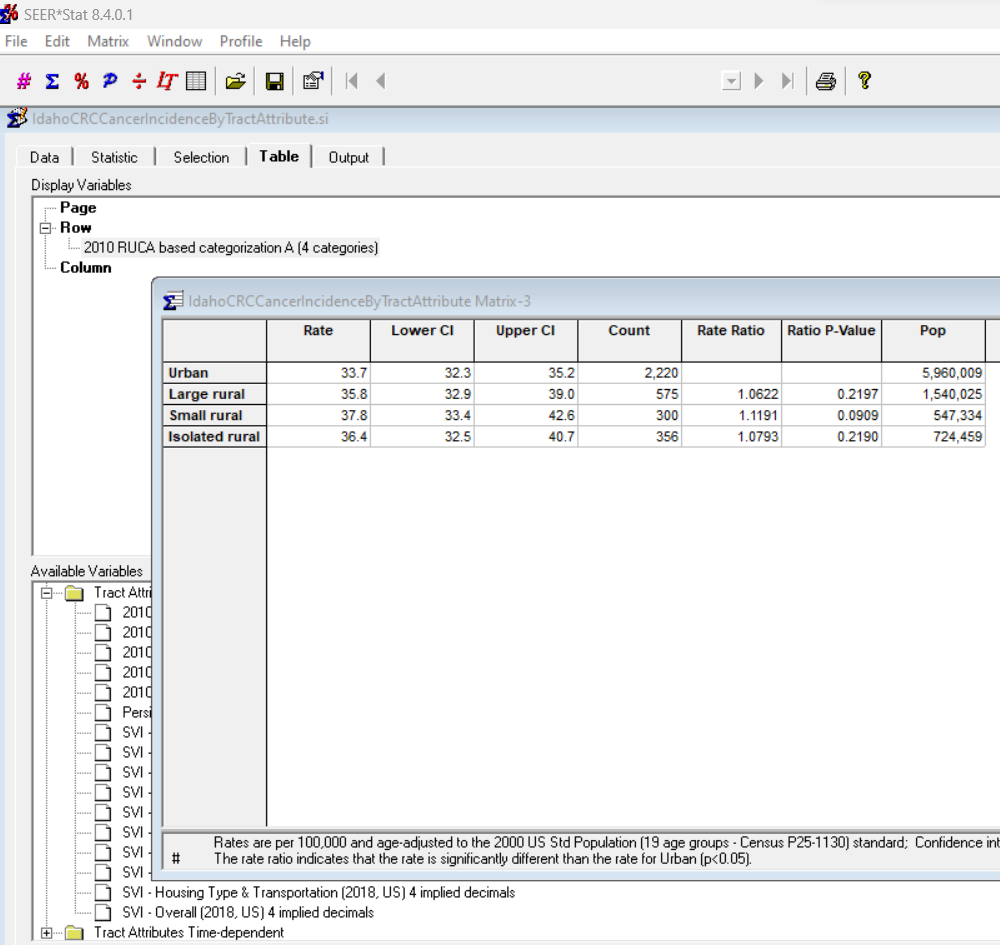 SEER*Stat 8.4.0.1
File Edit Matrix Window Profile Help
IdahoCRCCancerIncidenceByTractAttribute.si
Data Statistic Selection Table Output
Display Variables
Page
Row
2010 RUCA based categorization A (4 categories)
Column
IdahoCRCCancerIncidenceByTractAttribute Matrix-3
Rate Lower CI Upper CI Count Rate Ratio Ratio P-Value Pop
Urban 33.7 32.3 35.2 2,220 5,960,009
Large rural 35.8 32.9 39.0 575 1.0622 0.2197 1,540,025
Small rural 37.8 33.4 42.6 300 1.1191 0.0909 547,334
Isolated rural 36.4 32.5 40.7 356 1.0793 0.2190 724,459
Available Variables
Tract Attri
2010
2010
2010
2010
2010
Persi
SVI -
SVI -
SVI -
SVI -
SVI -
SVI -
SVI -
SVI -
Rates are per 100,000 and age-adjusted to the 2000 US Std Population (19 age groups - Census P25-1130) standard; Confidence int
# The rate ratio indicates that the rate is significantly different than the rate for Urban (p<0.05).
SVI - Housing Type & Transportation (2018, US) 4 implied decimals
SVI - Overall (2018, US) 4 implied decimals
Tract Attributes Time-dependent